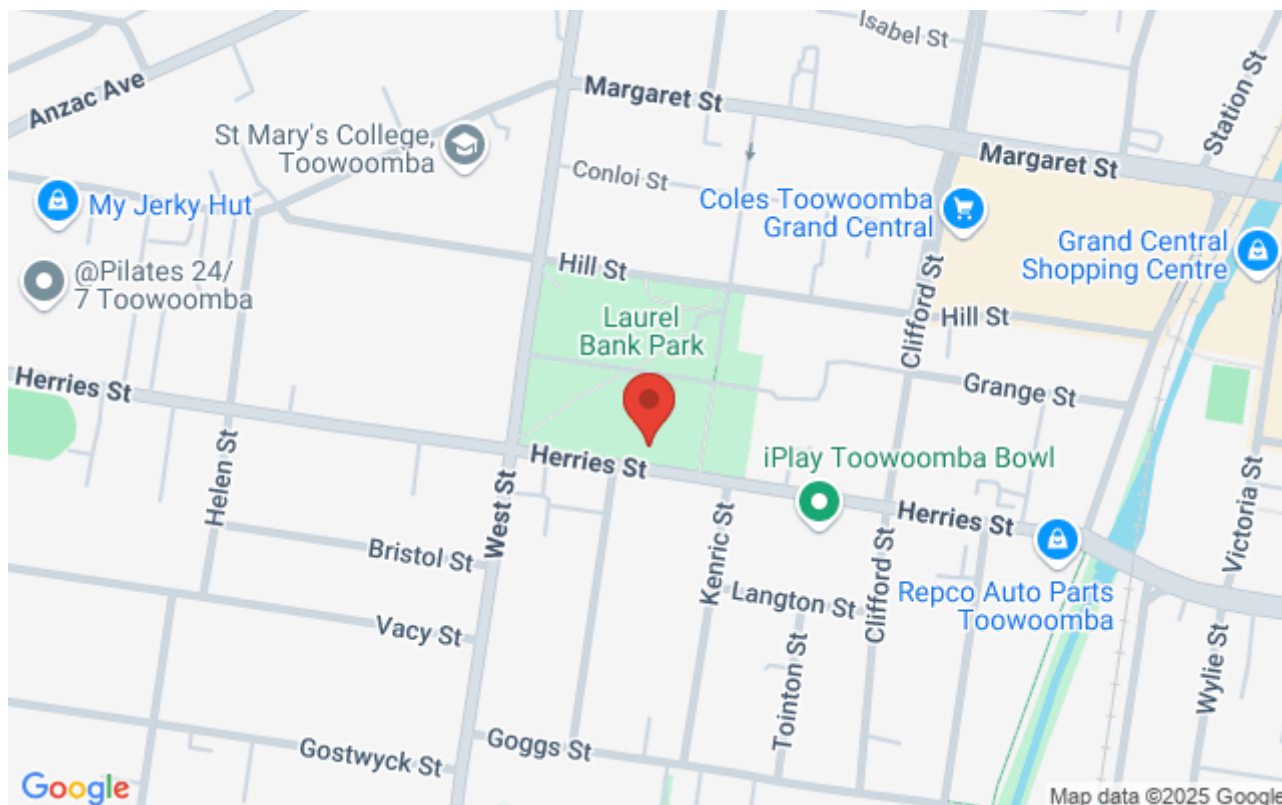 Isabel St
Anzac Ave
Margaret St
Station St
St Mary's College,
Toowoomba
Margaret St
Conloi St
My Jerky Hut
Coles Toowoomba
Grand Central
Grand Central
Shopping Centre
Hill St
@Pilates 24/
7 Toowoomba
Laurel
Bank Park
Hill St
Clifford St
Herries St
Grange St
Herries St
iPlay Toowoomba Bowl
Helen St
West St
Herries St
Victoria St
Bristol St
Kenric St
Langton St
Clifford St
Repco Auto Parts
Toowoomba
Vacy St
Tointon St
Wylie St
Gostwyck St
Goggs St
Google
Map data ©2025 Google